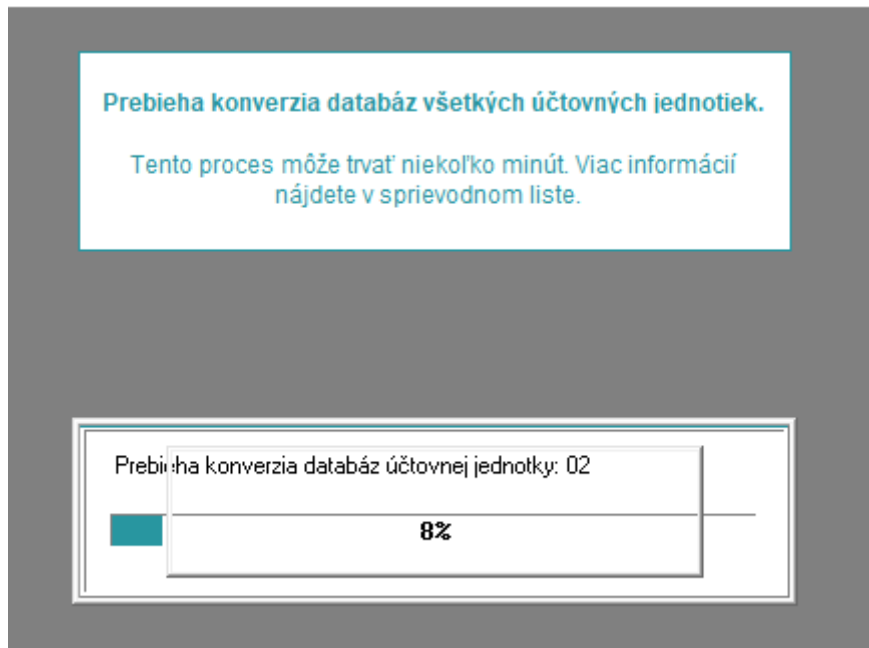 Prebieha konverzia databáz všetkých účtovných jednotiek.
Tento proces môže trvať niekoľko minút. Viac informácií
nájdete v sprievodnom liste.
Prebieha konverzia databáz účtovnej jednotky: 02
8%